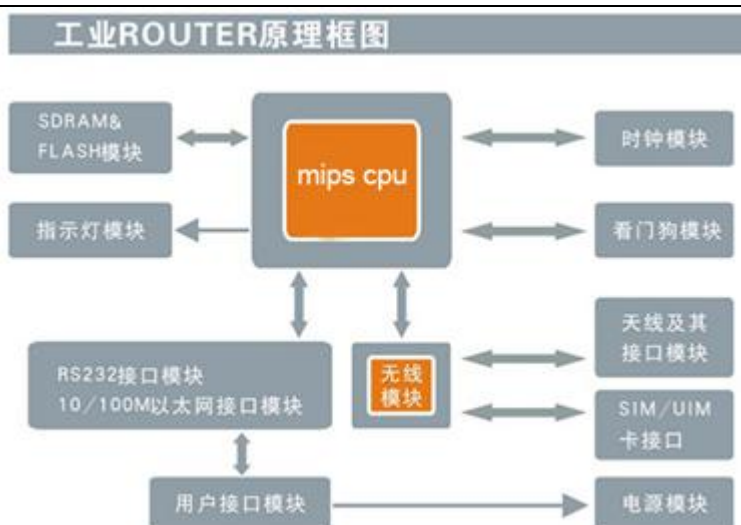 工业ROUTER原理框图
SDRAM&
FLASH模块
mips cpu
时钟模块
指示灯模块
看门狗模块
天线及其
接口模块
RS232接口模块
10/100M以太网接口模块
无线
模块
SIM/UIM
卡接口
用户接口模块
电源模块